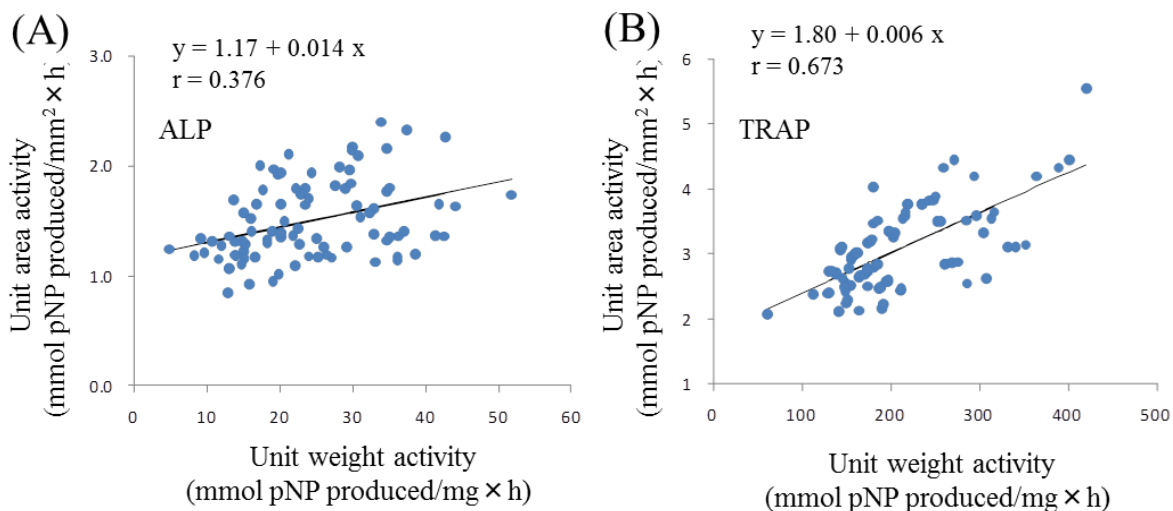 (A)
y = 1.17 + 0.014 x
r = 0.376
ALP
Unit area activity
(mmol pNP produced/mm² × h)
3.0
2.0
1.0
0.0
0 10 20 30 40 50 60
Unit weight activity
(mmol pNP produced/mg × h)
(B)
y = 1.80 + 0.006 x
r = 0.673
TRAP
Unit area activity
(mmol pNP produced/mm² × h)
6
5
4
3
2
1
0 100 200 300 400 500
Unit weight activity
(mmol pNP produced/mg × h)